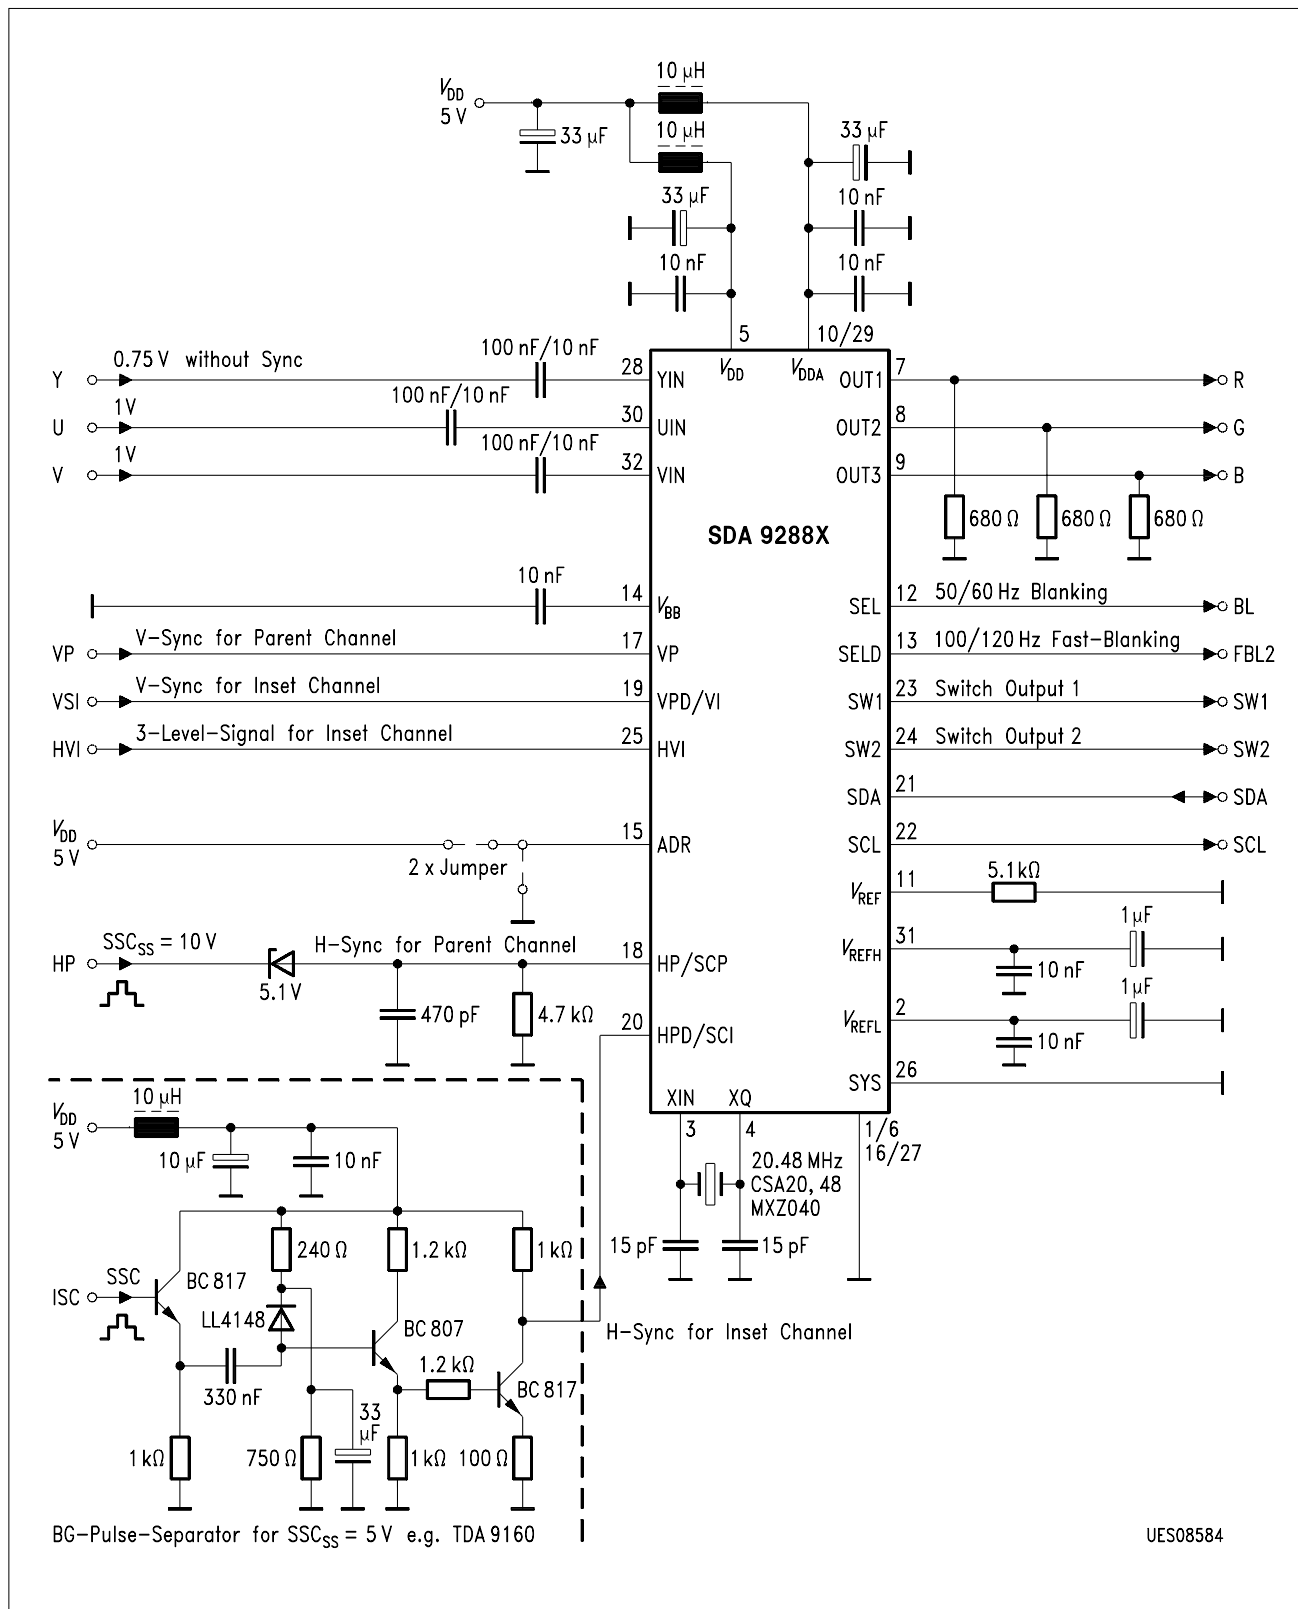 10 μH
V_DD
5 V
33 μF
10 μH
33 μF
33 μF
10 nF
10 nF
10 nF
5
10/29
Y
0.75 V without Sync
100 nF/10 nF
28
YIN
V_DD
V_DDA
OUT1
7
R
U
1V
100 nF/10 nF
30
UIN
OUT2
8
G
V
1V
100 nF/10 nF
32
VIN
OUT3
9
B
680 Ω
680 Ω
680 Ω
SDA 9288X
10 nF
14
V_BB
SEL
12
50/60 Hz Blanking
BL
VP
V-Sync for Parent Channel
17
VP
SELD
13
100/120 Hz Fast-Blanking
FBL2
VSI
V-Sync for Inset Channel
19
VPD/VI
SW1
23
Switch Output 1
SW1
HVI
3-Level-Signal for Inset Channel
25
HVI
SW2
24
Switch Output 2
SW2
SDA
21
SDA
V_DD
5 V
2 x Jumper
15
ADR
SCL
22
SCL
V_REF
11
5.1 kΩ
HP
SSC_SS = 10 V
5.1 V
H-Sync for Parent Channel
18
HP/SCP
V_REFH
31
10 nF
1 μF
470 pF
4.7 kΩ
20
HPD/SCI
V_REFL
2
10 nF
1 μF
SYS
26
XIN
XQ
3
4
1/6
16/27
20.48 MHz
CSA20, 48
MXZ040
15 pF
15 pF
V_DD
5 V
10 μH
10 μF
10 nF
240 Ω
1.2 kΩ
1 kΩ
ISC
SSC
BC 817
LL4148
BC 807
H-Sync for Inset Channel
330 nF
1.2 kΩ
BC 817
33
μF
1 kΩ
750 Ω
1 kΩ
100 Ω
BG-Pulse-Separator for SSC_SS = 5 V e.g. TDA 9160
UES08584